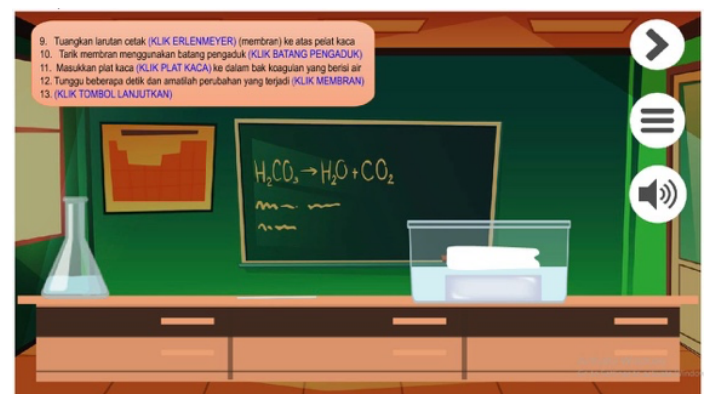 9. Tuangkan larutan cetak (KLIK ERLENMEYER) (membran) ke atas pelat kaca
10. Tarik membran menggunakan batang pengaduk (KLIK BATANG PENGADUK)
11. Masukkan plat kaca (KLIK PLAT KACA) ke dalam bak koagulan yang berisi air
12. Tunggu beberapa detik dan amatilah perubahan yang terjadi (KLIK MEMBRAN)
13. (KLIK TOMBOL LANJUTKAN)
H₂CO₃→H₂O+CO₂